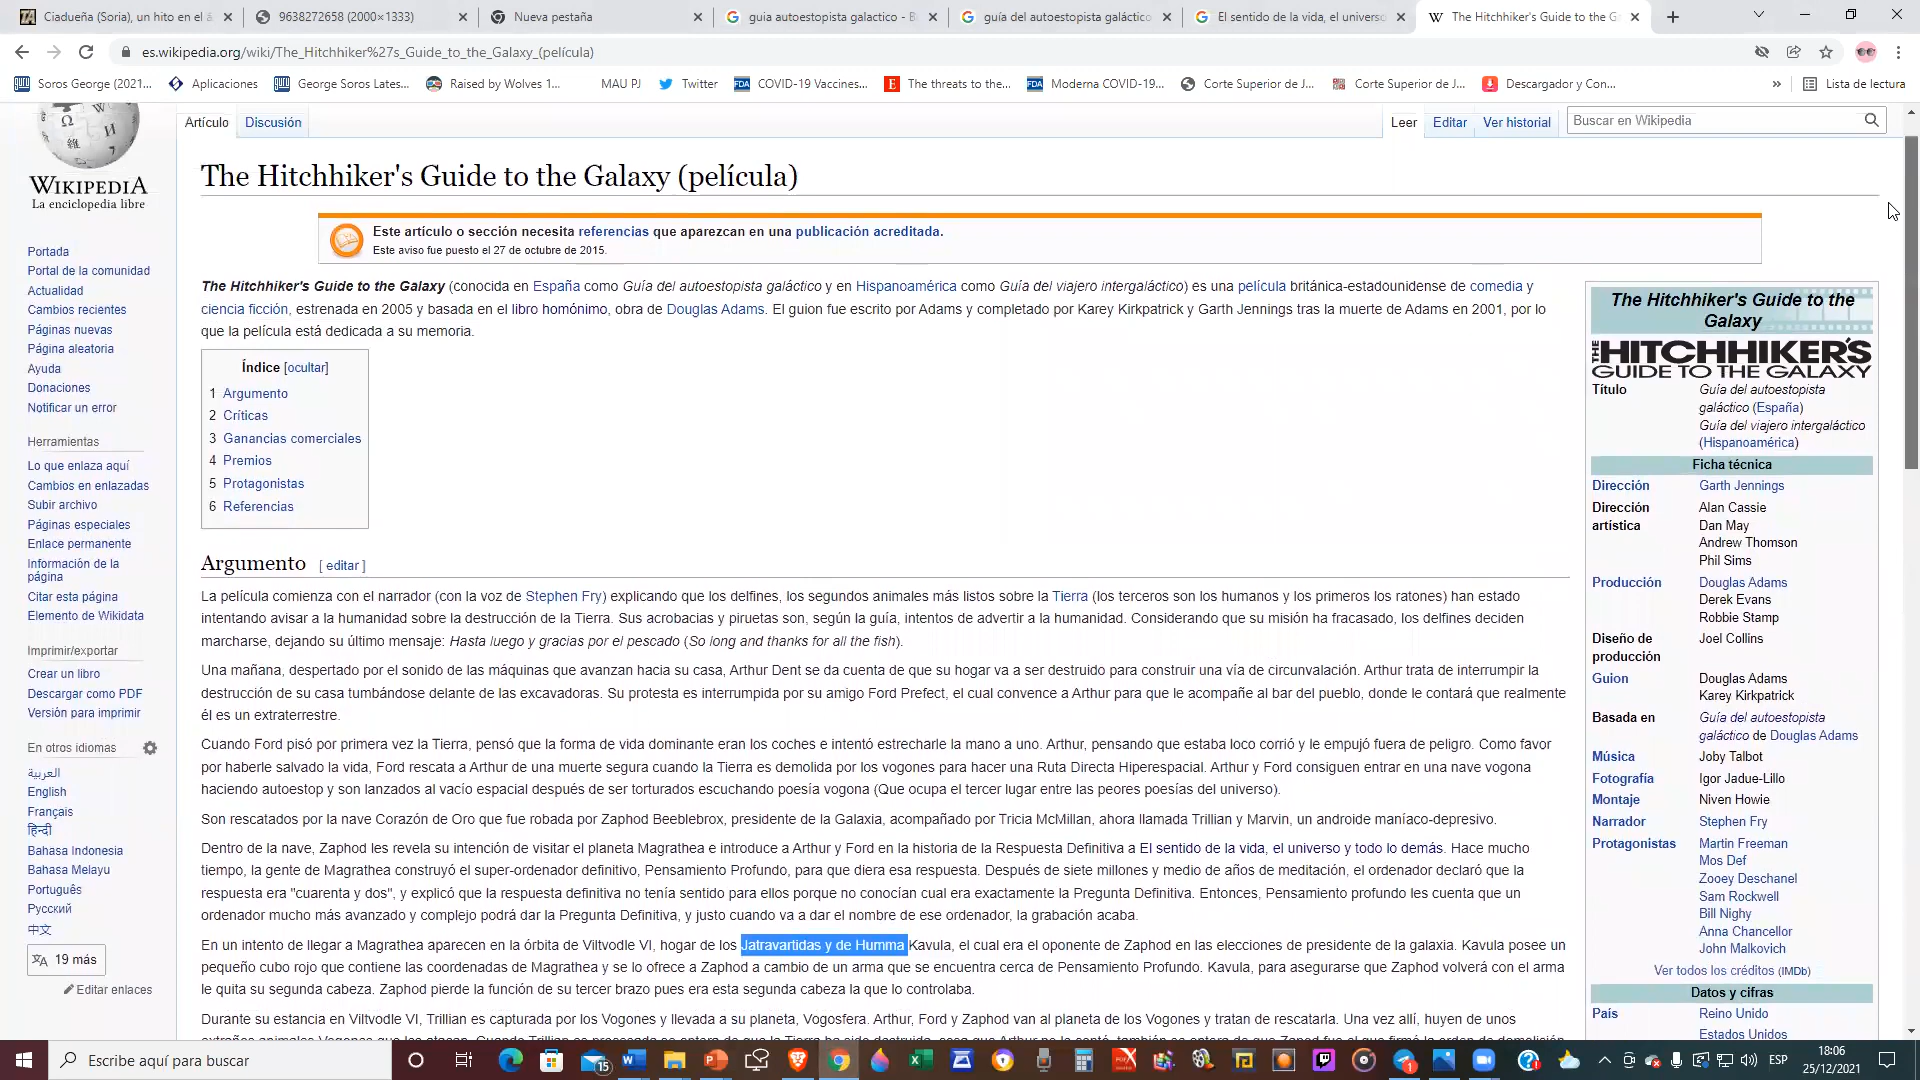 Ciadueña (Soria), un hito en el á
9638272658 (2000×1333)
Nueva pestaña
guia autoestopista galactico - B
guía del autoestopista galáctico
El sentido de la vida, el universo
The Hitchhiker's Guide to the G
es.wikipedia.org/wiki/The_Hitchhiker%27s_Guide_to_the_Galaxy_(película)
Soros George (2021...
Aplicaciones
George Soros Lates...
Raised by Wolves 1...
MAU PJ
Twitter
COVID-19 Vaccines...
The threats to the...
Moderna COVID-19...
Corte Superior de J...
Corte Superior de J...
Descargador y Con...
»
Lista de lectura
WIKIPEDIA
La enciclopedia libre
Portada
Portal de la comunidad
Actualidad
Cambios recientes
Páginas nuevas
Página aleatoria
Ayuda
Donaciones
Notificar un error
Herramientas
Lo que enlaza aquí
Cambios en enlazadas
Subir archivo
Páginas especiales
Enlace permanente
Información de la
página
Citar esta página
Elemento de Wikidata
Imprimir/exportar
Crear un libro
Descargar como PDF
Versión para imprimir
En otros idiomas
العربية
English
Français
हिन्दी
Bahasa Indonesia
Bahasa Melayu
Português
Русский
中文
19 más
Editar enlaces
Artículo
Discusión
Leer
Editar
Ver historial
Buscar en Wikipedia
The Hitchhiker's Guide to the Galaxy (película)
Este artículo o sección necesita referencias que aparezcan en una publicación acreditada.
Este aviso fue puesto el 27 de octubre de 2015.
The Hitchhiker's Guide to the Galaxy (conocida en España como Guía del autoestopista galáctico y en Hispanoamérica como Guía del viajero intergaláctico) es una película británica-estadounidense de comedia y
ciencia ficción, estrenada en 2005 y basada en el libro homónimo, obra de Douglas Adams. El guion fue escrito por Adams y completado por Karey Kirkpatrick y Garth Jennings tras la muerte de Adams en 2001, por lo
que la película está dedicada a su memoria.
Índice [ocultar]
1 Argumento
2 Críticas
3 Ganancias comerciales
4 Premios
5 Protagonistas
6 Referencias
Argumento [ editar ]
La película comienza con el narrador (con la voz de Stephen Fry) explicando que los delfines, los segundos animales más listos sobre la Tierra (los terceros son los humanos y los primeros los ratones) han estado
intentando avisar a la humanidad sobre la destrucción de la Tierra. Sus acrobacias y piruetas son, según la guía, intentos de advertir a la humanidad. Considerando que su misión ha fracasado, los delfines deciden
marcharse, dejando su último mensaje: Hasta luego y gracias por el pescado (So long and thanks for all the fish).
Una mañana, despertado por el sonido de las máquinas que avanzan hacia su casa, Arthur Dent se da cuenta de que su hogar va a ser destruido para construir una vía de circunvalación. Arthur trata de interrumpir la
destrucción de su casa tumbándose delante de las excavadoras. Su protesta es interrumpida por su amigo Ford Prefect, el cual convence a Arthur para que le acompañe al bar del pueblo, donde le contará que realmente
él es un extraterrestre.
Cuando Ford pisó por primera vez la Tierra, pensó que la forma de vida dominante eran los coches e intentó estrecharle la mano a uno. Arthur, pensando que estaba loco corrió y le empujó fuera de peligro. Como favor
por haberle salvado la vida, Ford rescata a Arthur de una muerte segura cuando la Tierra es demolida por los vogones para hacer una Ruta Directa Hiperespacial. Arthur y Ford consiguen entrar en una nave vogona
haciendo autoestop y son lanzados al vacío espacial después de ser torturados escuchando poesía vogona (Que ocupa el tercer lugar entre las peores poesías del universo).
Son rescatados por la nave Corazón de Oro que fue robada por Zaphod Beeblebrox, presidente de la Galaxia, acompañado por Tricia McMillan, ahora llamada Trillian y Marvin, un androide maníaco-depresivo.
Dentro de la nave, Zaphod les revela su intención de visitar el planeta Magrathea e introduce a Arthur y Ford en la historia de la Respuesta Definitiva a El sentido de la vida, el universo y todo lo demás. Hace mucho
tiempo, la gente de Magrathea construyó el super-ordenador definitivo, Pensamiento Profundo, para que diera esa respuesta. Después de siete millones y medio de años de meditación, el ordenador declaró que la
respuesta era "cuarenta y dos", y explicó que la respuesta definitiva no tenía sentido para ellos porque no conocían cual era exactamente la Pregunta Definitiva. Entonces, Pensamiento profundo les cuenta que un
ordenador mucho más avanzado y complejo podrá dar la Pregunta Definitiva, y justo cuando va a dar el nombre de ese ordenador, la grabación acaba.
En un intento de llegar a Magrathea aparecen en la órbita de Viltvodle VI, hogar de los Jatravartidas y de Humma Kavula, el cual era el oponente de Zaphod en las elecciones de presidente de la galaxia. Kavula posee un
pequeño cubo rojo que contiene las coordenadas de Magrathea y se lo ofrece a Zaphod a cambio de un arma que se encuentra cerca de Pensamiento Profundo. Kavula, para asegurarse que Zaphod volverá con el arma
le quita su segunda cabeza. Zaphod pierde la función de su tercer brazo pues era esta segunda cabeza la que lo controlaba.
Durante su estancia en Viltvodle VI, Trillian es capturada por los Vogones y llevada a su planeta, Vogosfera. Arthur, Ford y Zaphod van al planeta de los Vogones y tratan de rescatarla. Una vez allí, huyen de unos
The Hitchhiker's Guide to the
Galaxy
THE HITCHHIKER'S
GUIDE TO THE GALAXY
Título Guía del autoestopista
galáctico (España)
Guía del viajero intergaláctico
(Hispanoamérica)
Ficha técnica
Dirección Garth Jennings
Dirección Alan Cassie
artística Dan May
Andrew Thomson
Phil Sims
Producción Douglas Adams
Derek Evans
Robbie Stamp
Diseño de Joel Collins
producción
Guion Douglas Adams
Karey Kirkpatrick
Basada en Guía del autoestopista
galáctico de Douglas Adams
Música Joby Talbot
Fotografía Igor Jadue-Lillo
Montaje Niven Howie
Narrador Stephen Fry
Protagonistas Martin Freeman
Mos Def
Zooey Deschanel
Sam Rockwell
Bill Nighy
Anna Chancellor
John Malkovich
Ver todos los créditos (IMDb)
Datos y cifras
País Reino Unido
Estados Unidos
Escribe aquí para buscar
15
1
ESP
18:06
25/12/2021